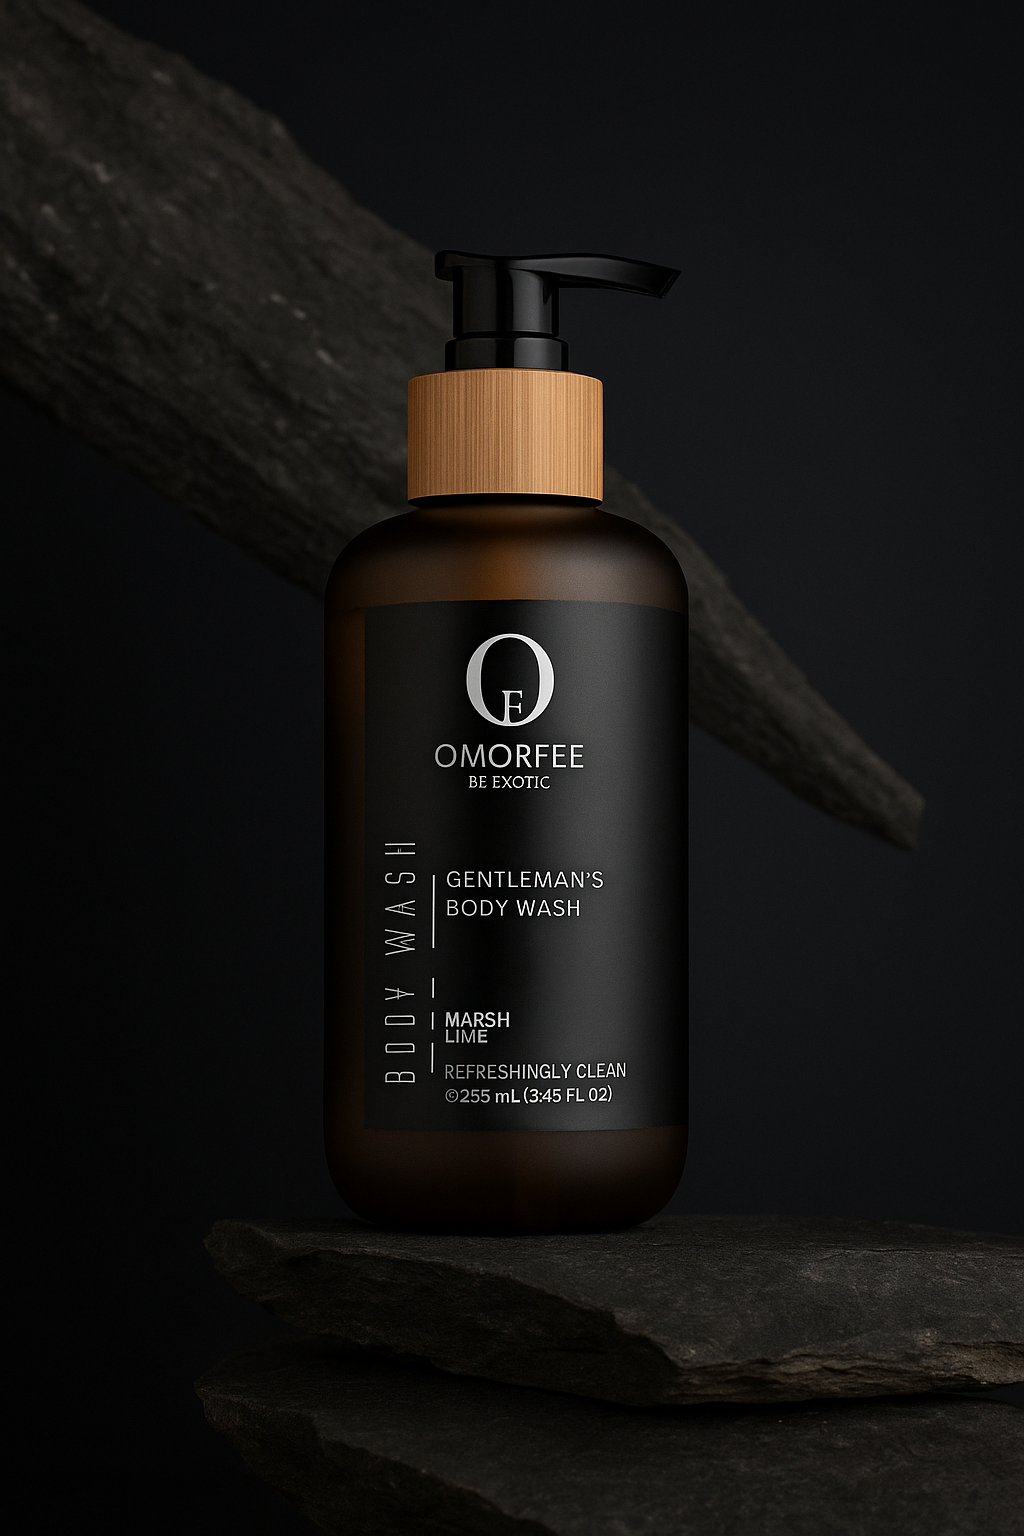 OF
OMORFEE
BE EXOTIC
BODY WASH
GENTLEMAN'S
BODY WASH
MARSH
LIME
REFRESHINGLY CLEAN
©255 mL (3:45 FL 02)